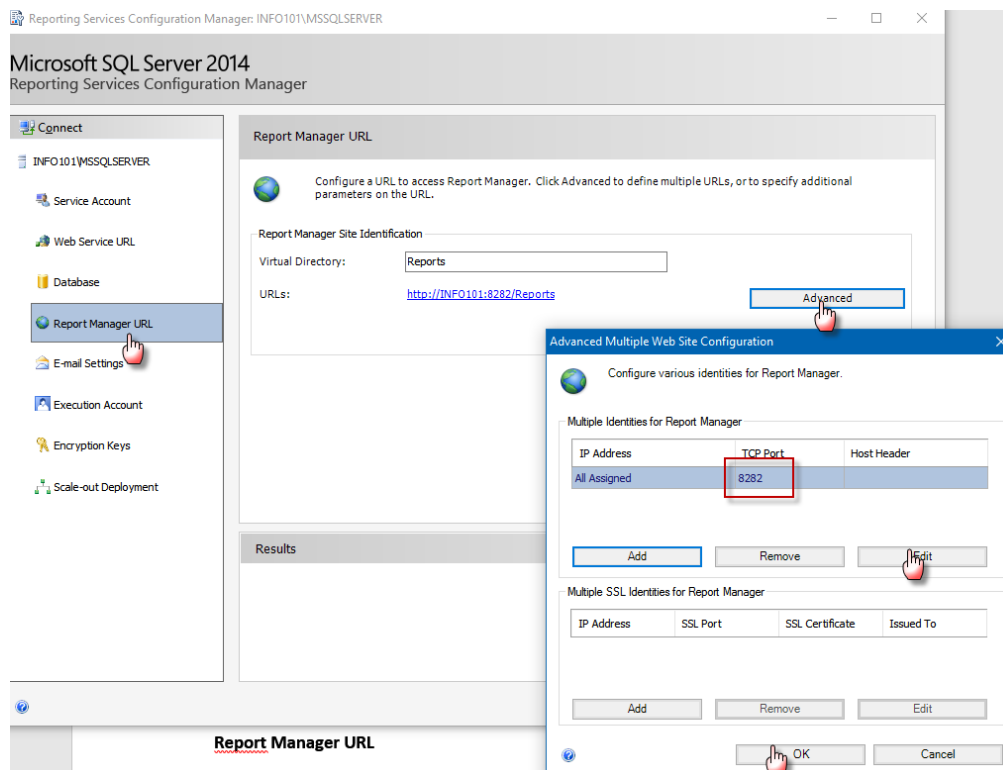 Reporting Services Configuration Manager: INFO101\MSSQLSERVER
Microsoft SQL Server 2014
Reporting Services Configuration Manager
Connect
INFO101\MSSQLSERVER
Service Account
Web Service URL
Database
Report Manager URL
E-mail Settings
Execution Account
Encryption Keys
Scale-out Deployment
Report Manager URL
Configure a URL to access Report Manager. Click Advanced to define multiple URLs, or to specify additional
parameters on the URL.
Report Manager Site Identification
Virtual Directory: Reports
URLs: http://INFO101:8282/Reports
Advanced
Results
Advanced Multiple Web Site Configuration
Configure various identities for Report Manager.
Multiple Identities for Report Manager
IP Address TCP Port Host Header
All Assigned 8282
Add Remove Edit
Multiple SSL Identities for Report Manager
IP Address SSL Port SSL Certificate Issued To
Add Remove Edit
OK Cancel
Report Manager URL